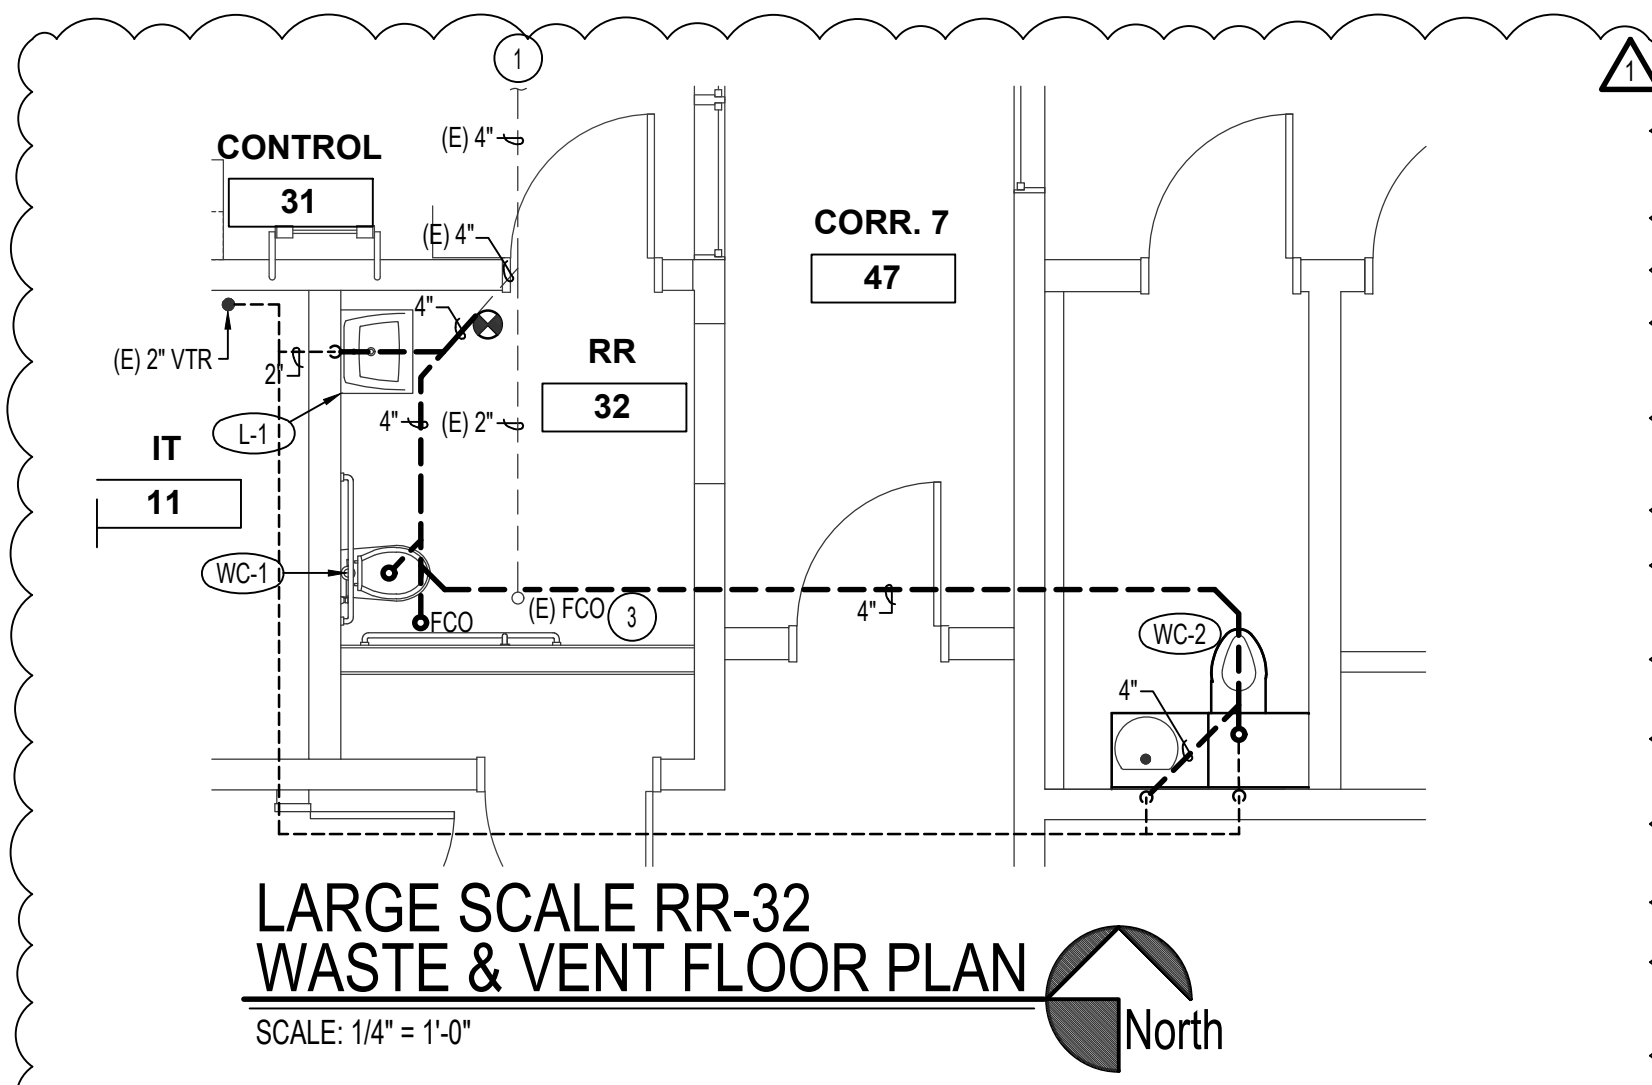 1
1
(E) 4"
CONTROL
31
(E) 4"
CORR. 7
47
4"
(E) 2" VTR
2"
RR
32
L-1
4"
(E) 2"
IT
11
WC-1
(E) FCO
3
FCO
4"
WC-2
4"
LARGE SCALE RR-32
WASTE & VENT FLOOR PLAN
SCALE: 1/4" = 1'-0"
North